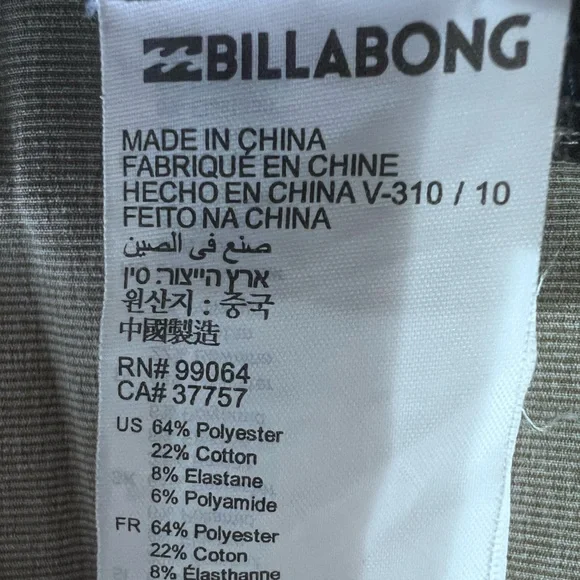 BILLABONG
MADE IN CHINA
FABRIQUÉ EN CHINE
HECHO EN CHINA V-310 / 10
FEITO NA CHINA
صنع في الصين
ארץ הייצור: סין
원산지 : 중국
中國製造
RN# 99064
CA# 37757
US 64% Polyester
22% Cotton
8% Elastane
6% Polyamide
FR 64% Polyester
22% Coton
8% Élasthanne